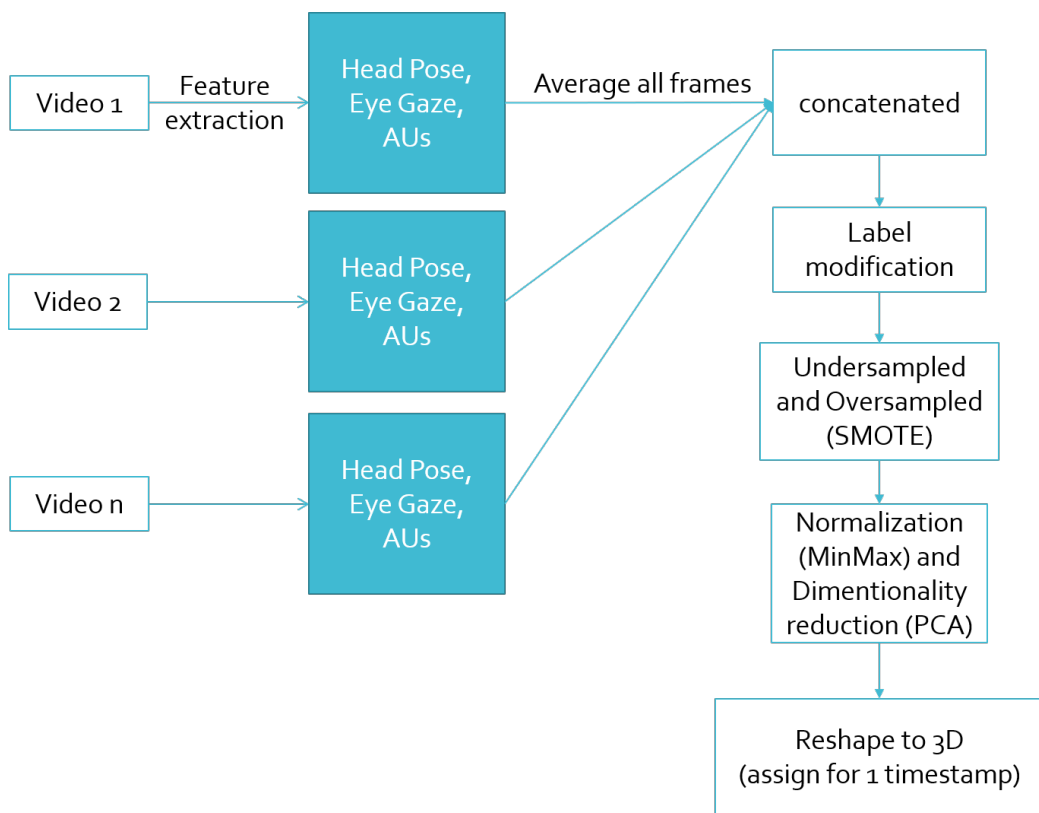 Video 1
Feature
extraction
Head Pose,
Eye Gaze,
AUs
Average all frames
concatenated
Label
modification
Video 2
Head Pose,
Eye Gaze,
AUs
Undersampled
and Oversampled
(SMOTE)
Video n
Head Pose,
Eye Gaze,
AUs
Normalization
(MinMax) and
Dimentionality
reduction (PCA)
Reshape to 3D
(assign for 1 timestamp)